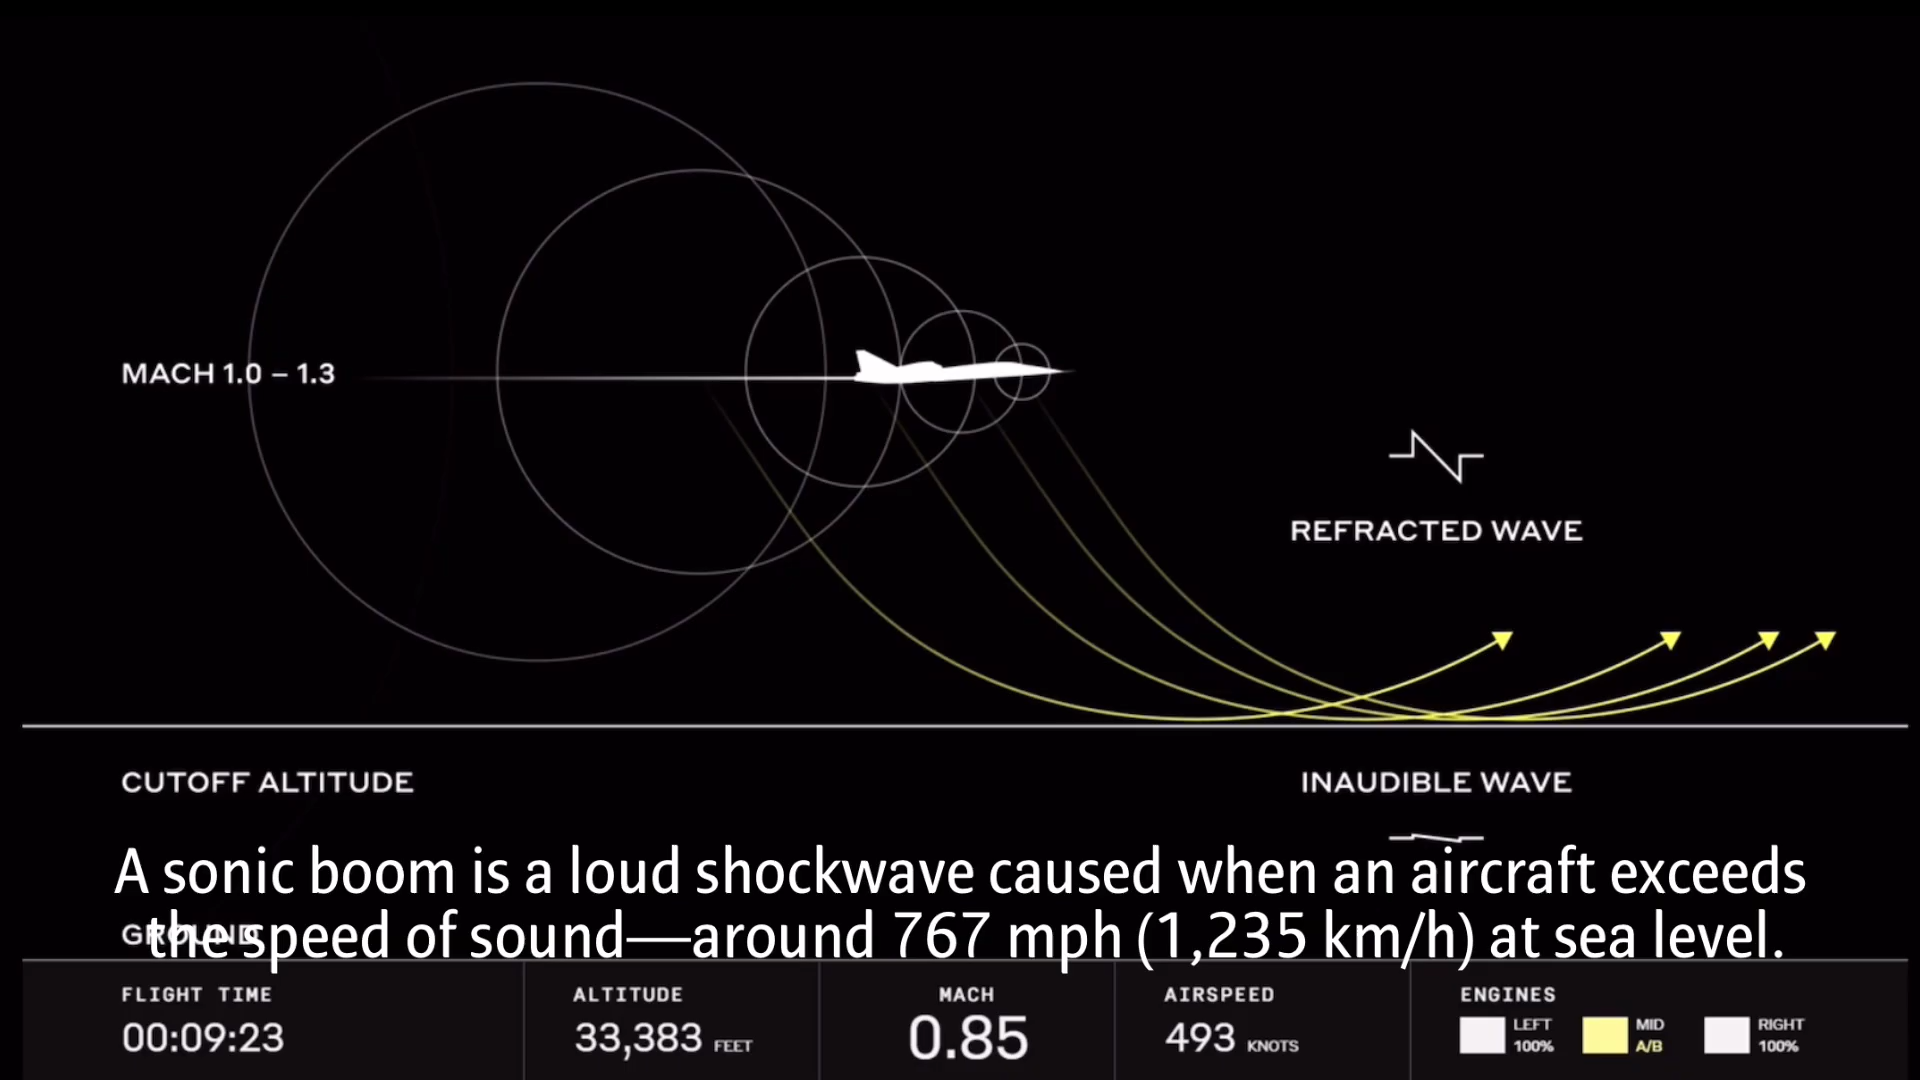 MACH 1.0 – 1.3
REFRACTED WAVE
CUTOFF ALTITUDE
INAUDIBLE WAVE
A sonic boom is a loud shockwave caused when an aircraft exceeds
the speed of sound—around 767 mph (1,235 km/h) at sea level.
GROUND
FLIGHT TIME
00:09:23
ALTITUDE
33,383 FEET
MACH
0.85
AIRSPEED
493 KNOTS
ENGINES
LEFT
100%
MID
A/B
RIGHT
100%